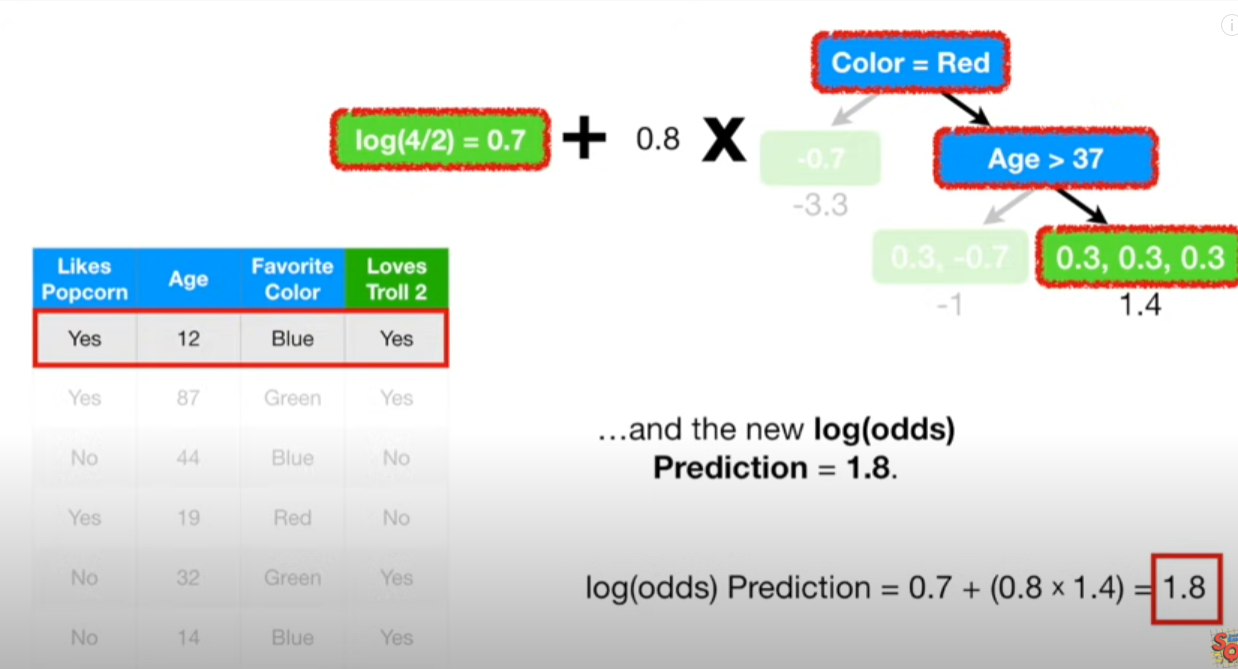 Color = Red
log(4/2) = 0.7 + 0.8 X
-0.7
Age > 37
-3.3
0.3, -0.7
0.3, 0.3, 0.3
-1
1.4
Likes Popcorn Age Favorite Color Loves Troll 2
Yes 12 Blue Yes
Yes 87 Green Yes
No 44 Blue No
Yes 19 Red No
No 32 Green Yes
No 14 Blue Yes
...and the new log(odds)
Prediction = 1.8.
log(odds) Prediction = 0.7 + (0.8 × 1.4) = 1.8